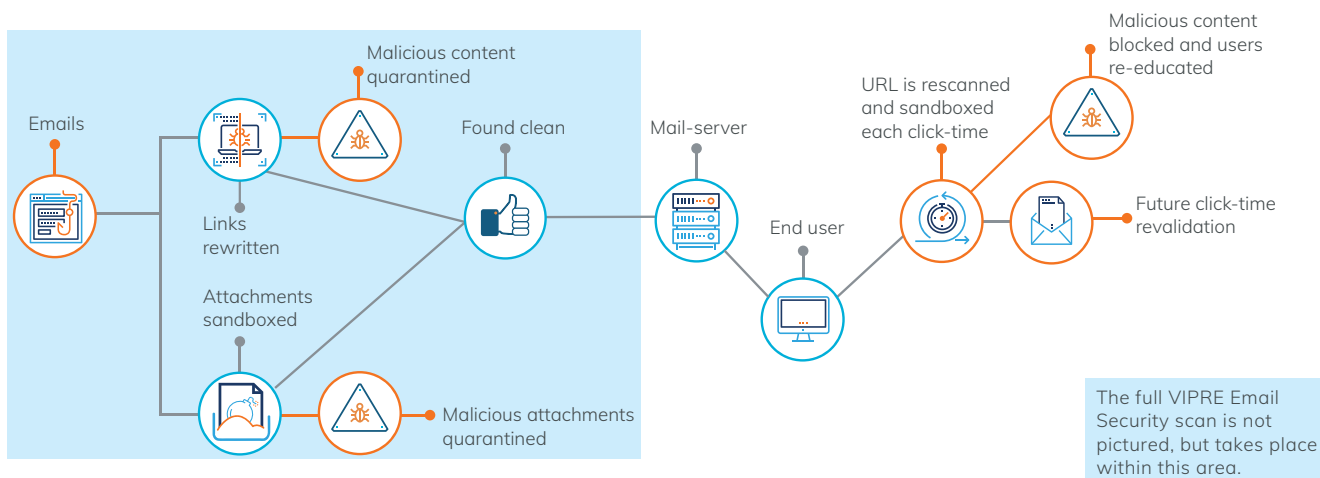 Emails
Links
rewritten
Attachments
sandboxed
Malicious content
quarantined
Malicious attachments
quarantined
Found clean
Mail-server
End user
URL is rescanned
and sandboxed
each click-time
Malicious content
blocked and users
re-educated
Future click-time
revalidation
The full VIPRE Email
Security scan is not
pictured, but takes place
within this area.